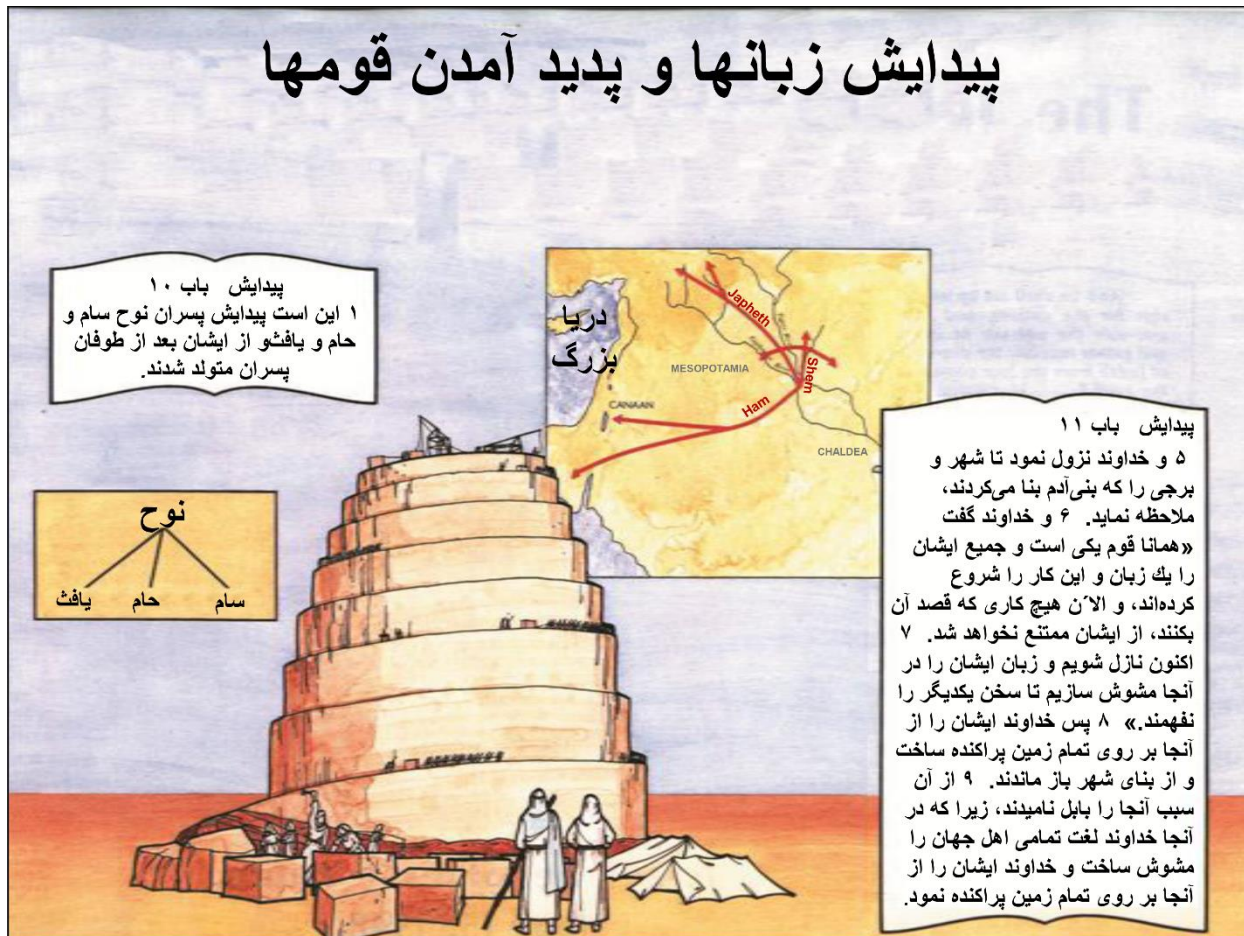 پیدایش زبانها و پدید آمدن قومها
پیدایش باب ۱۰
۱ این است پیدایش پسران نوح سام و
حام و یافثو از ایشان بعد از طوفان
پسران متولد شدند.
دریا
بزرگ
Japheth
MESOPOTAMIA
Shem
Ham
CANAAN
CHALDEA
نوح
سام حام یافث
پیدایش باب ۱۱
۵ و خداوند نزول نمود تا شهر و
برجی را که بنی‌آدم بنا می‌کردند،
ملاحظه نماید. ۶ و خداوند گفت
«همانا قوم یکی است و جمیع ایشان
را یك زبان و این کار را شروع
کرده‌اند، و الا´ن هیچ کاری که قصد آن
بکنند، از ایشان ممتنع نخواهد شد. ۷
اکنون نازل شویم و زبان ایشان را در
آنجا مشوش سازیم تا سخن یکدیگر را
نفهمند.» ۸ پس خداوند ایشان را از
آنجا بر روی تمام زمین پراکنده ساخت
و از بنای شهر باز ماندند. ۹ از آن
سبب آنجا را بابل نامیدند، زیرا که در
آنجا خداوند لغت تمامی اهل جهان را
مشوش ساخت و خداوند ایشان را از
آنجا بر روی تمام زمین پراکنده نمود.